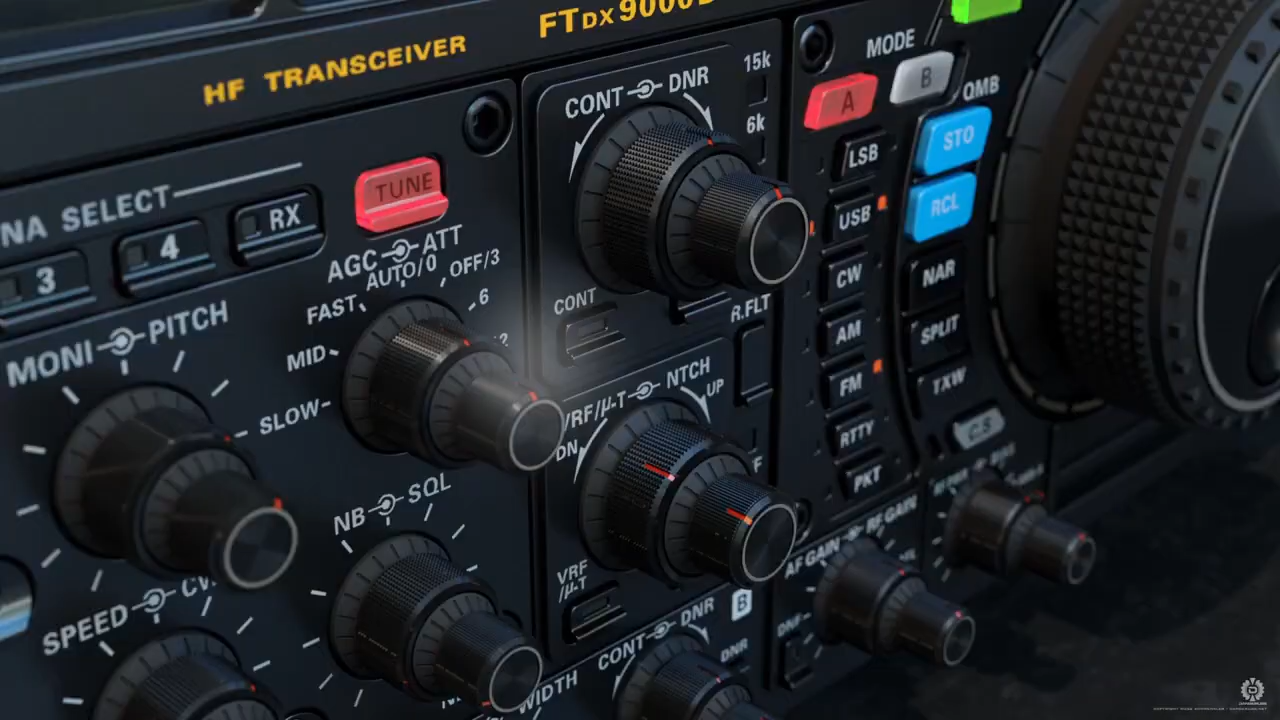 FTDX9000D
HF TRANSCEIVER
NA SELECT
3
4
RX
TUNE
AGC ATT
AUTO/0
OFF/3
FAST
6
MID
SLOW
MONI PITCH
NB SQL
SPEED
CONT DNR
15k
6k
CONT
R.FLT
VRF/μ-T NTCH
DN
UP
VRF
/μ-T
CONT DNR
B
DNR
WIDTH
MODE
A
B
QMB
LSB
STO
USB
RCL
CW
NAR
AM
SPLIT
FM
TXW
RTTY
C.S
PKT
AF GAIN RF GAIN